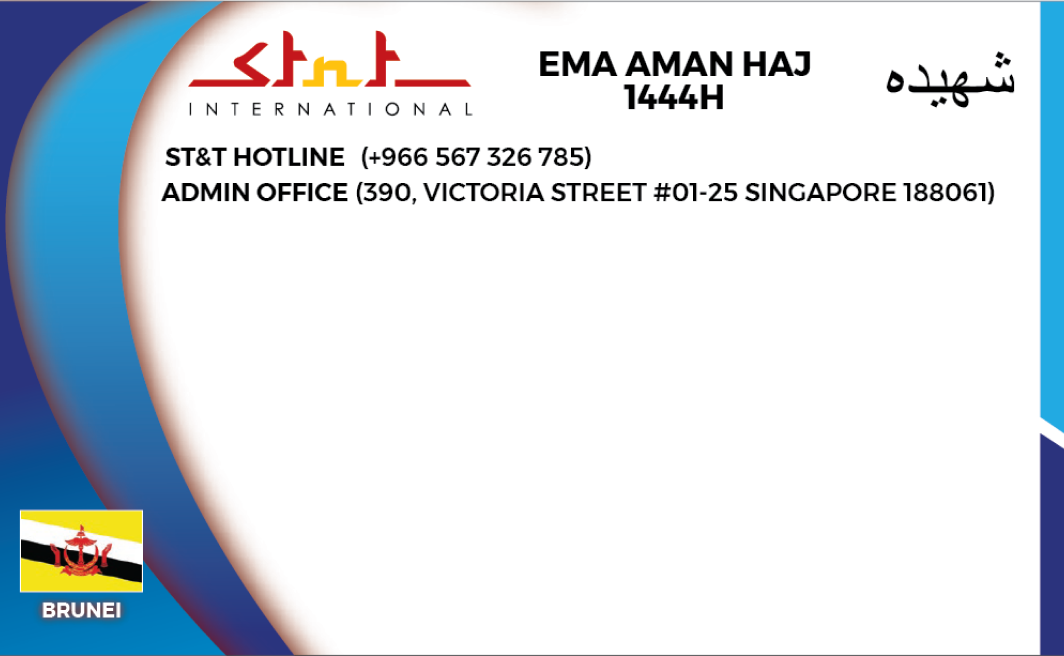 stnt
INTERNATIONAL
EMA AMAN HAJ
1444H
شهيده
ST&T HOTLINE (+966 567 326 785)
ADMIN OFFICE (390, VICTORIA STREET #01-25 SINGAPORE 188061)
BRUNEI